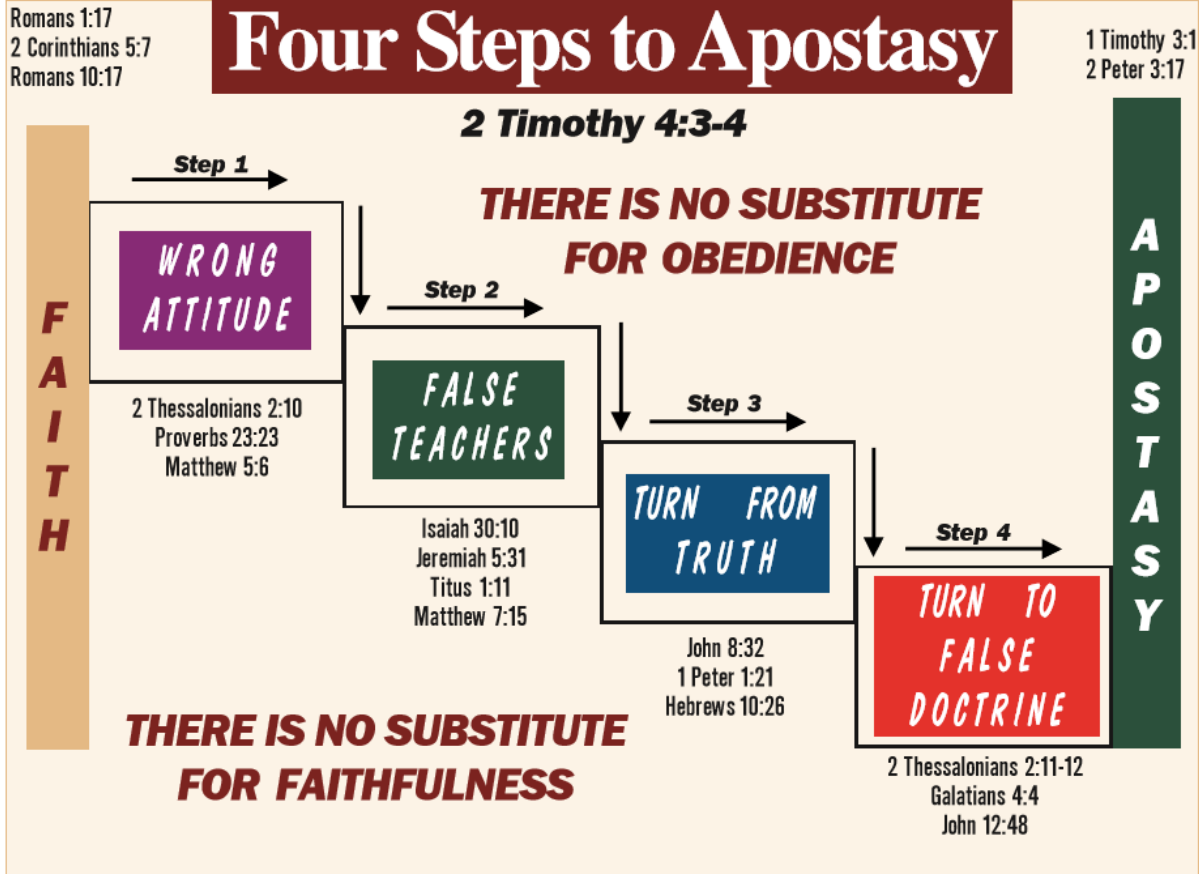 Romans 1:17
2 Corinthians 5:7
Romans 10:17
Four Steps to Apostasy
1 Timothy 3:1
2 Peter 3:17
2 Timothy 4:3-4
THERE IS NO SUBSTITUTE
FOR OBEDIENCE
FAITH
Step 1
WRONG
ATTITUDE
2 Thessalonians 2:10
Proverbs 23:23
Matthew 5:6
Step 2
FALSE
TEACHERS
Isaiah 30:10
Jeremiah 5:31
Titus 1:11
Matthew 7:15
Step 3
TURN FROM
TRUTH
John 8:32
1 Peter 1:21
Hebrews 10:26
Step 4
TURN TO
FALSE
DOCTRINE
2 Thessalonians 2:11-12
Galatians 4:4
John 12:48
APOSTASY
THERE IS NO SUBSTITUTE
FOR FAITHFULNESS